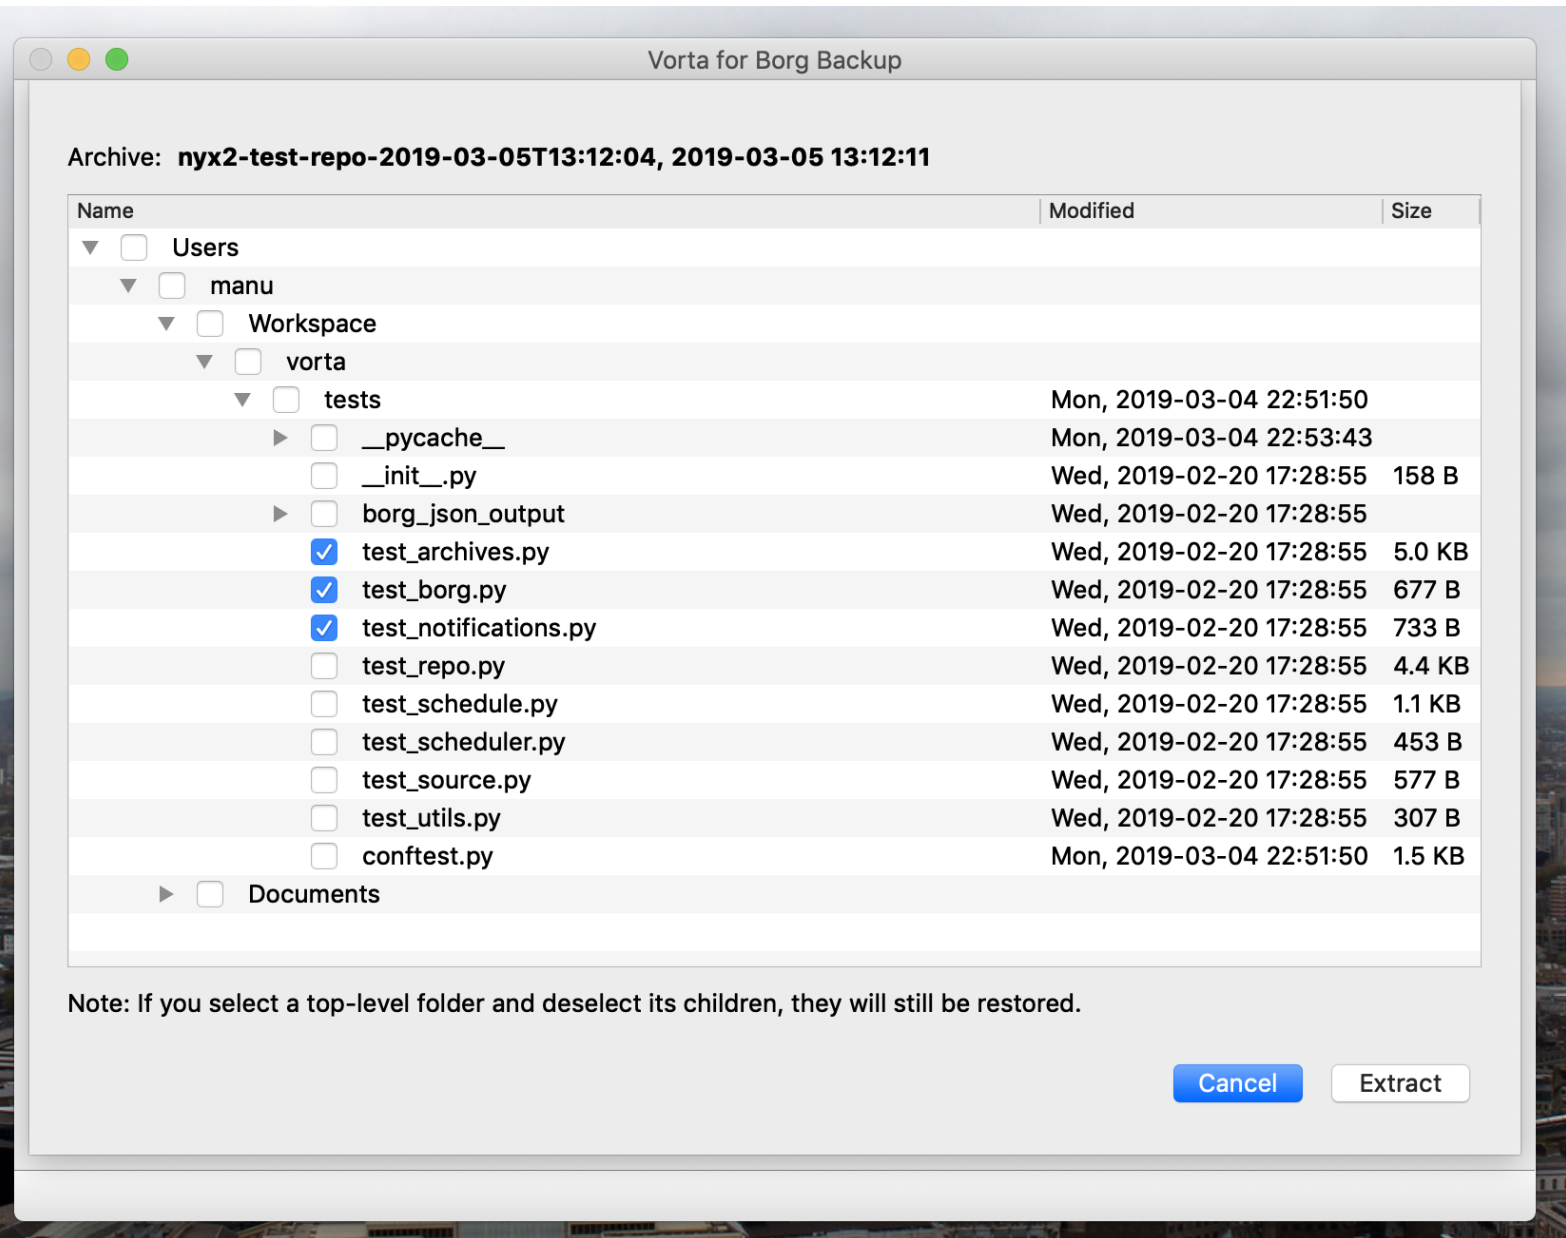 Vorta for Borg Backup
Archive: nyx2-test-repo-2019-03-05T13:12:04, 2019-03-05 13:12:11
Name Modified Size
Users
manu
Workspace
vorta
tests Mon, 2019-03-04 22:51:50
__pycache__ Mon, 2019-03-04 22:53:43
__init__.py Wed, 2019-02-20 17:28:55 158 B
borg_json_output Wed, 2019-02-20 17:28:55
test_archives.py Wed, 2019-02-20 17:28:55 5.0 KB
test_borg.py Wed, 2019-02-20 17:28:55 677 B
test_notifications.py Wed, 2019-02-20 17:28:55 733 B
test_repo.py Wed, 2019-02-20 17:28:55 4.4 KB
test_schedule.py Wed, 2019-02-20 17:28:55 1.1 KB
test_scheduler.py Wed, 2019-02-20 17:28:55 453 B
test_source.py Wed, 2019-02-20 17:28:55 577 B
test_utils.py Wed, 2019-02-20 17:28:55 307 B
conftest.py Mon, 2019-03-04 22:51:50 1.5 KB
Documents
Note: If you select a top-level folder and deselect its children, they will still be restored.
Cancel Extract